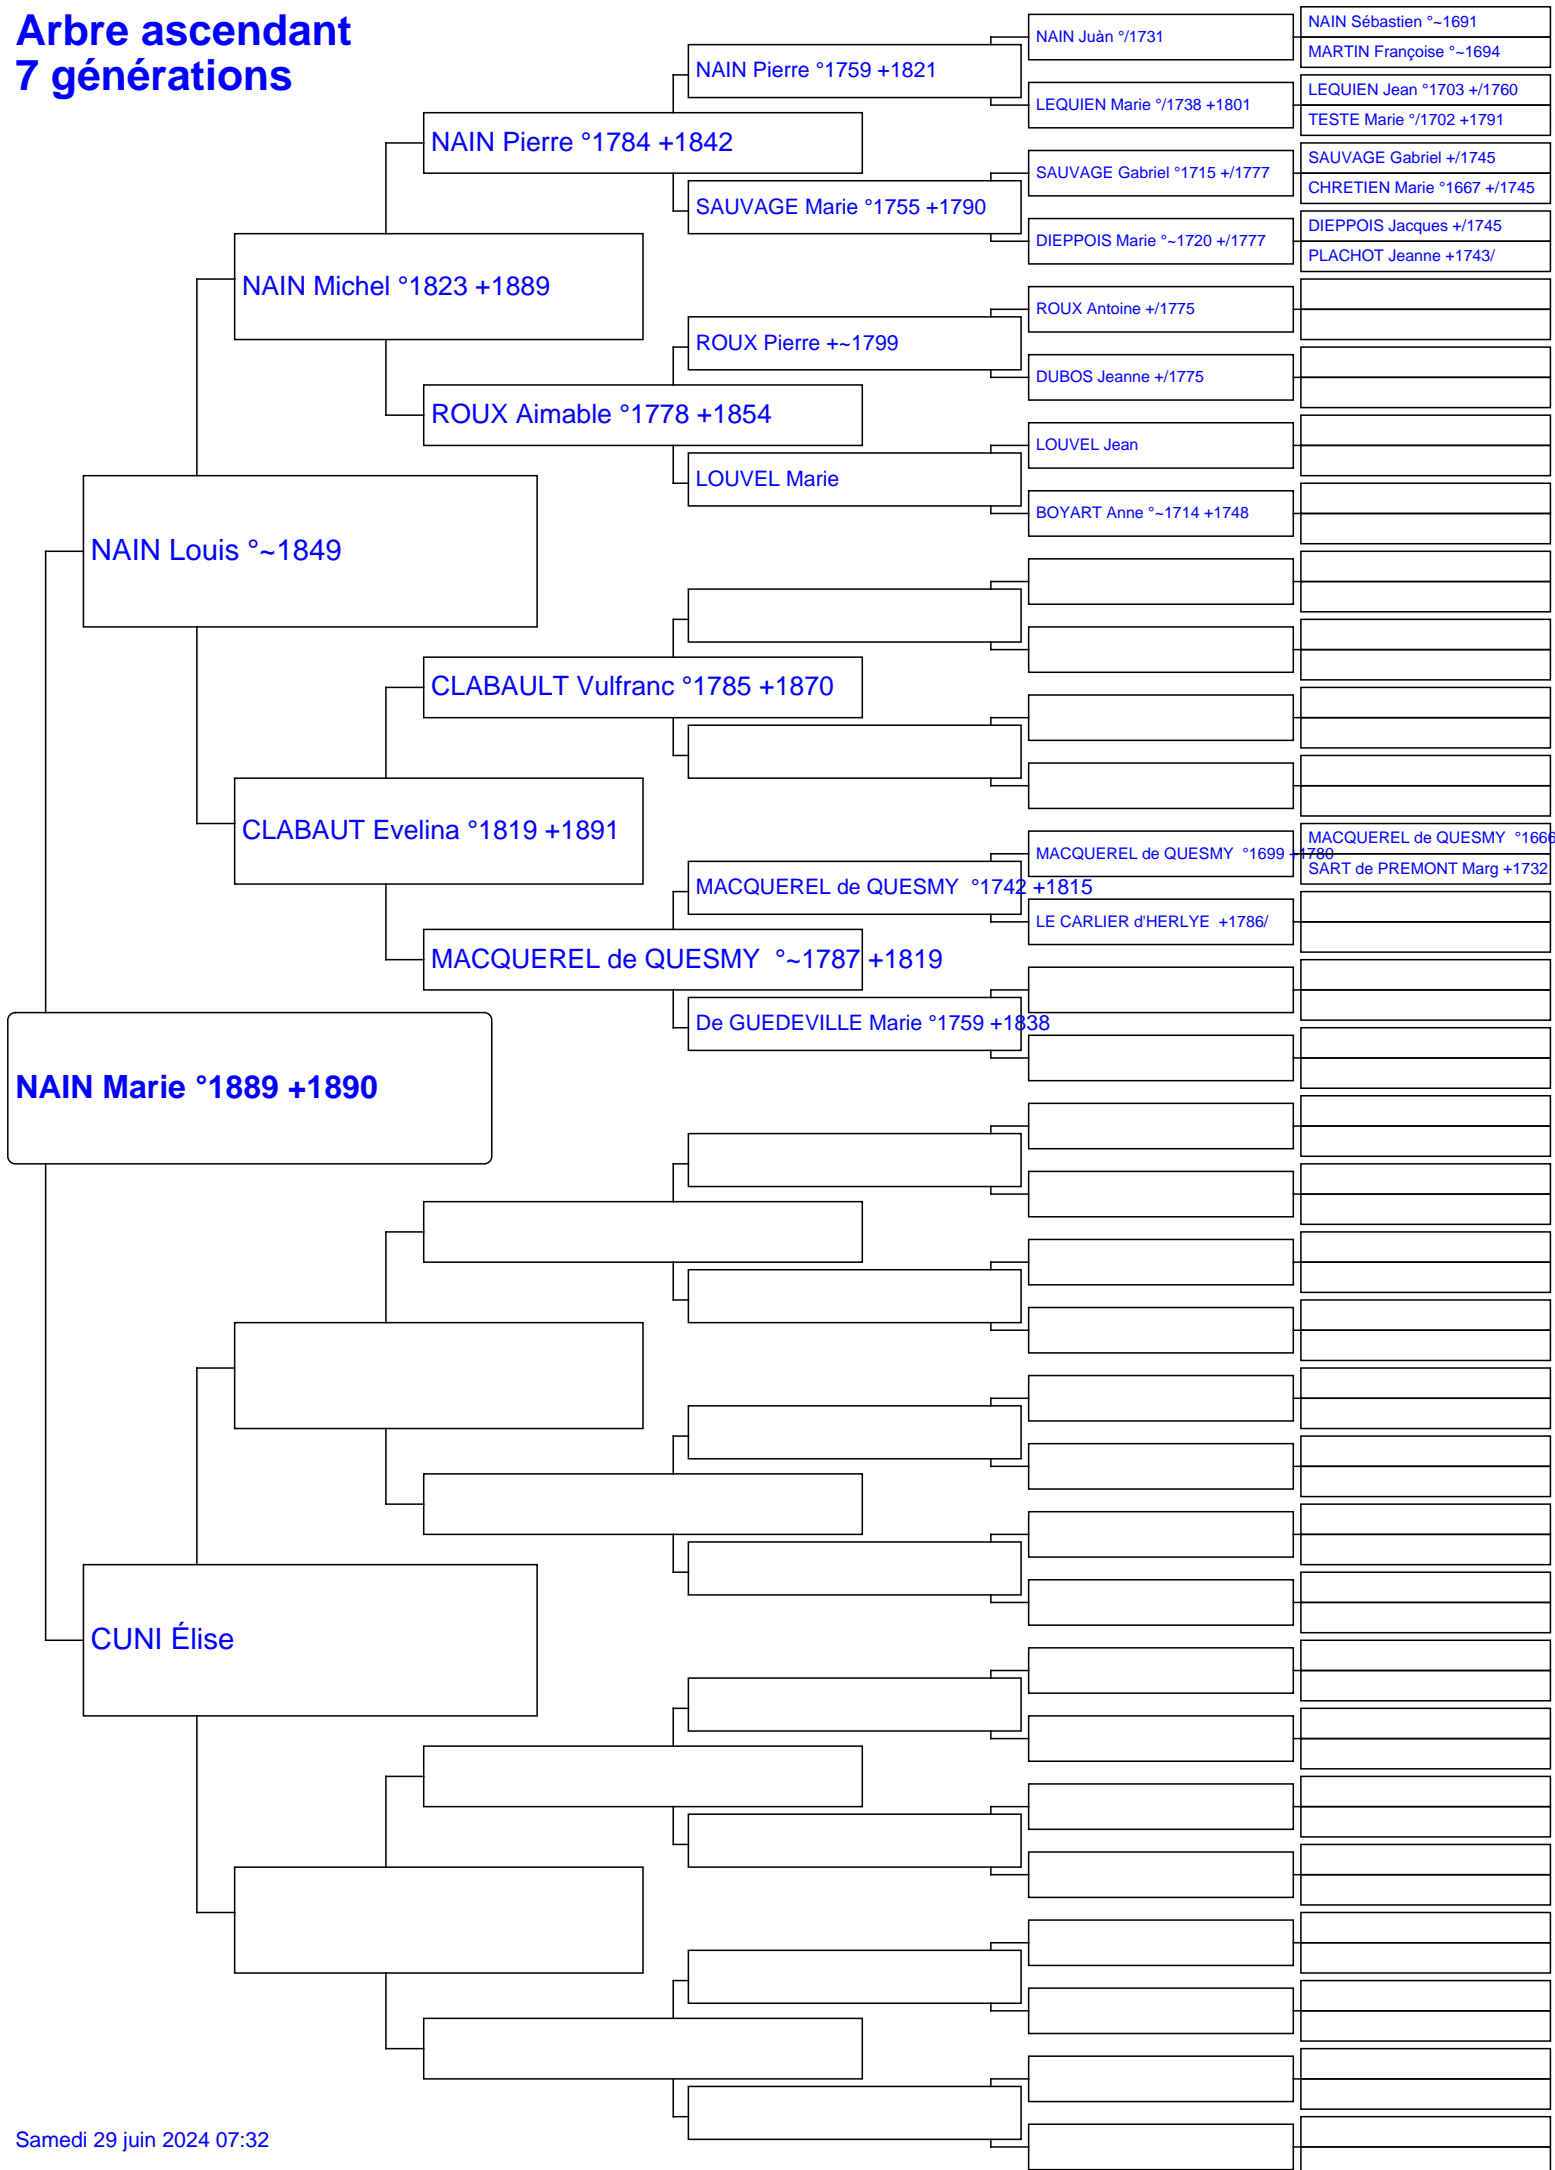 Arbre ascendant
7 générations
NAIN Sébastien °~1691
NAIN Juàn °/1731
MARTIN Françoise °~1694
NAIN Pierre °1759 +1821
LEQUIEN Jean °1703 +/1760
LEQUIEN Marie °/1738 +1801
TESTE Marie °/1702 +1791
NAIN Pierre °1784 +1842
SAUVAGE Gabriel +/1745
SAUVAGE Gabriel °1715 +/1777
CHRETIEN Marie °1667 +/1745
SAUVAGE Marie °1755 +1790
DIEPPOIS Jacques +/1745
DIEPPOIS Marie °~1720 +/1777
PLACHOT Jeanne +1743/
NAIN Michel °1823 +1889
ROUX Antoine +/1775
ROUX Pierre +~1799
DUBOS Jeanne +/1775
ROUX Aimable °1778 +1854
LOUVEL Jean
LOUVEL Marie
BOYART Anne °~1714 +1748
NAIN Louis °~1849
CLABAULT Vulfranc °1785 +1870
CLABAUT Evelina °1819 +1891
MACQUEREL de QUESMY °1666
MACQUEREL de QUESMY °1699 +1780
SART de PREMONT Marg +1732
MACQUEREL de QUESMY °1742 +1815
LE CARLIER d'HERLYE +1786/
MACQUEREL de QUESMY °~1787 +1819
De GUEDEVILLE Marie °1759 +1838
NAIN Marie °1889 +1890
CUNI Élise
Samedi 29 juin 2024 07:32